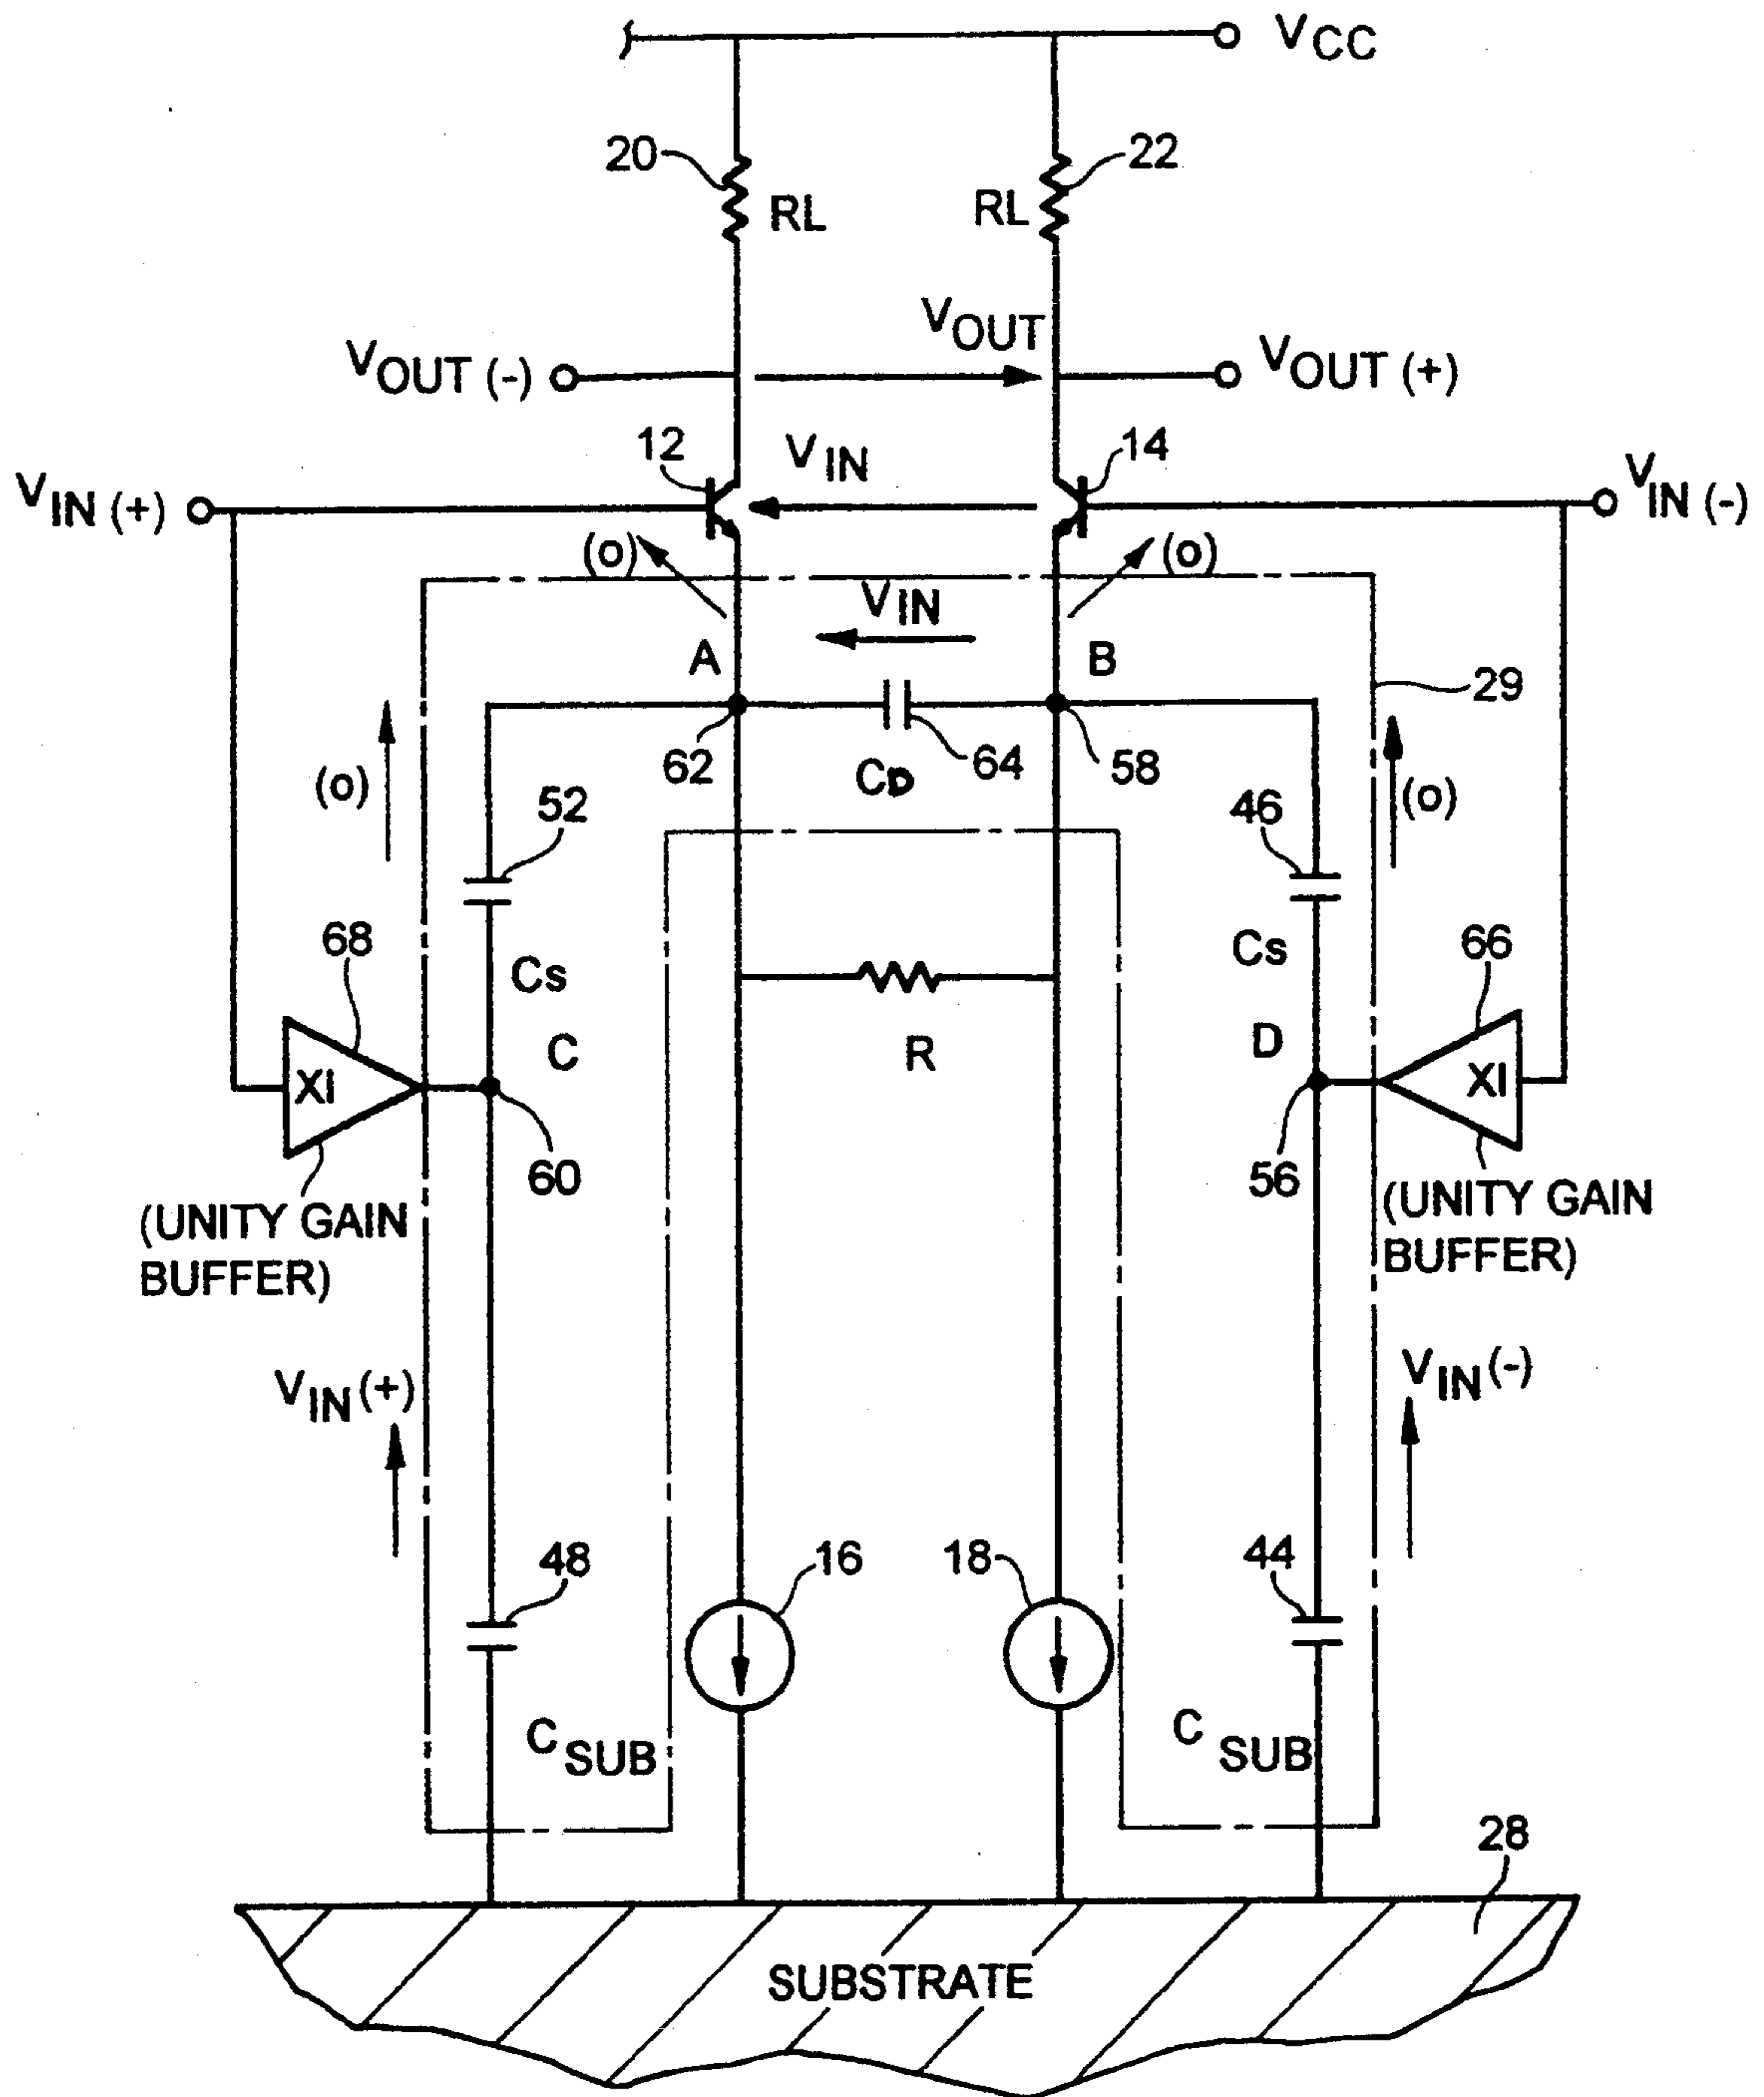 VCC
20
22
RL
RL
VOUT
VOUT (-)
VOUT (+)
12
VIN
14
VIN (+)
VIN (-)
(O)
(O)
VIN
A
B
29
62
64
58
CD
(O)
(O)
52
46
68
Cs
Cs
66
C
R
D
XI
XI
60
56
(UNITY GAIN
BUFFER)
(UNITY GAIN
BUFFER)
VIN (+)
VIN (-)
48
16
18
44
CSUB
C SUB
28
SUBSTRATE